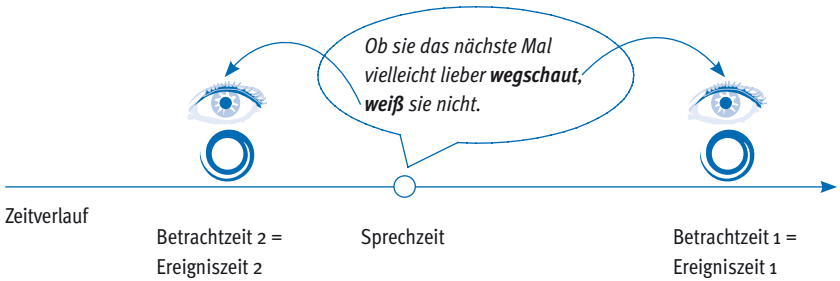 Ob sie das nächste Mal
vielleicht lieber wegschaut,
weiß sie nicht.
Zeitverlauf
Betrachtzeit 2 =
Ereigniszeit 2
Sprechzeit
Betrachtzeit 1 =
Ereigniszeit 1